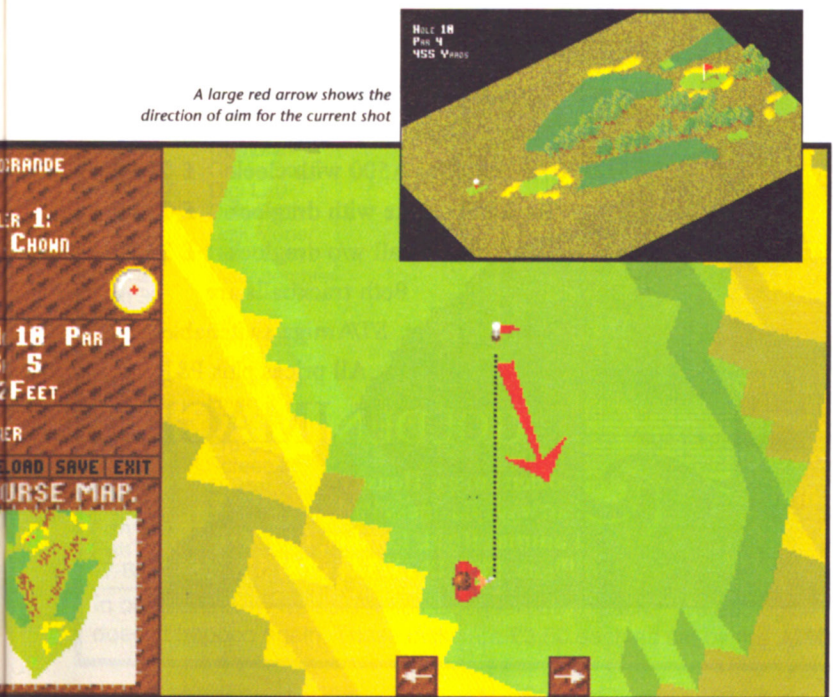 HOLE 18
PAR 4
455 YARDS
A large red arrow shows the
direction of aim for the current shot
RANDE
ER 1:
CHOWN
18 PAR 4
5
FEET
ER
LOAD SAVE EXIT
URSE MAP.